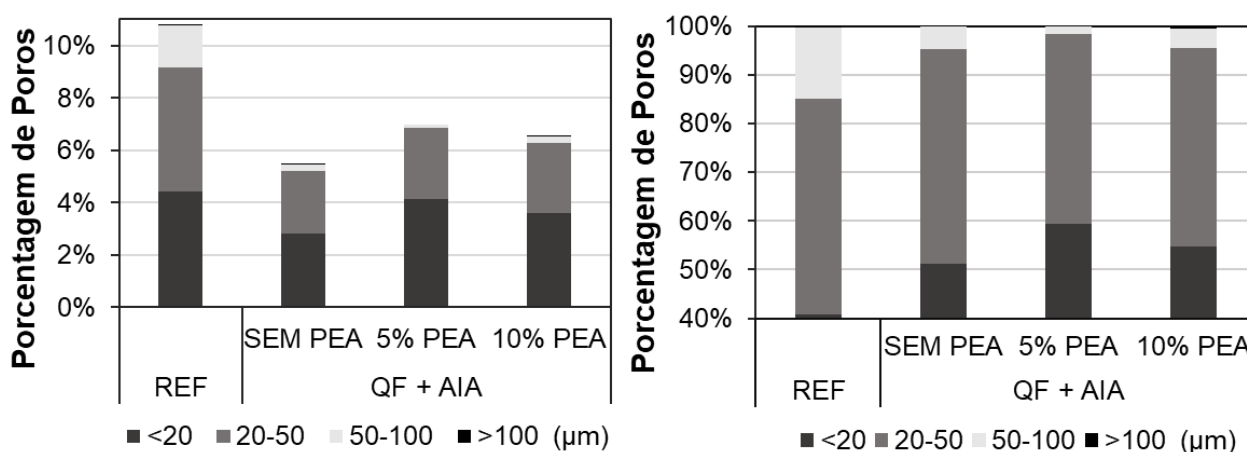 Porcentagem de Poros
10%
8%
6%
4%
2%
0%
SEM PEA 5% PEA 10% PEA
REF QF + AIA
<20 20-50 50-100 >100 (µm)
Porcentagem de Poros
100%
90%
80%
70%
60%
50%
40%
SEM PEA 5% PEA 10% PEA
REF QF + AIA
<20 20-50 50-100 >100 (µm)